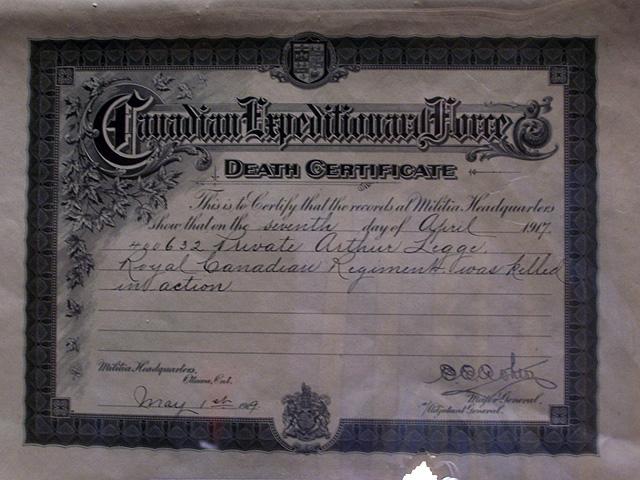 Canadian Expeditionary Force
DEATH CERTIFICATE
This is to Certify that the records at Militia Headquarters
show that on the seventh day of April 1917.
Private Arthur Legge,
Royal Canadian Regiment was killed
in action
Militia Headquarters,
Ottawa, Ont.
May 1st
Major General.
Adjutant General.